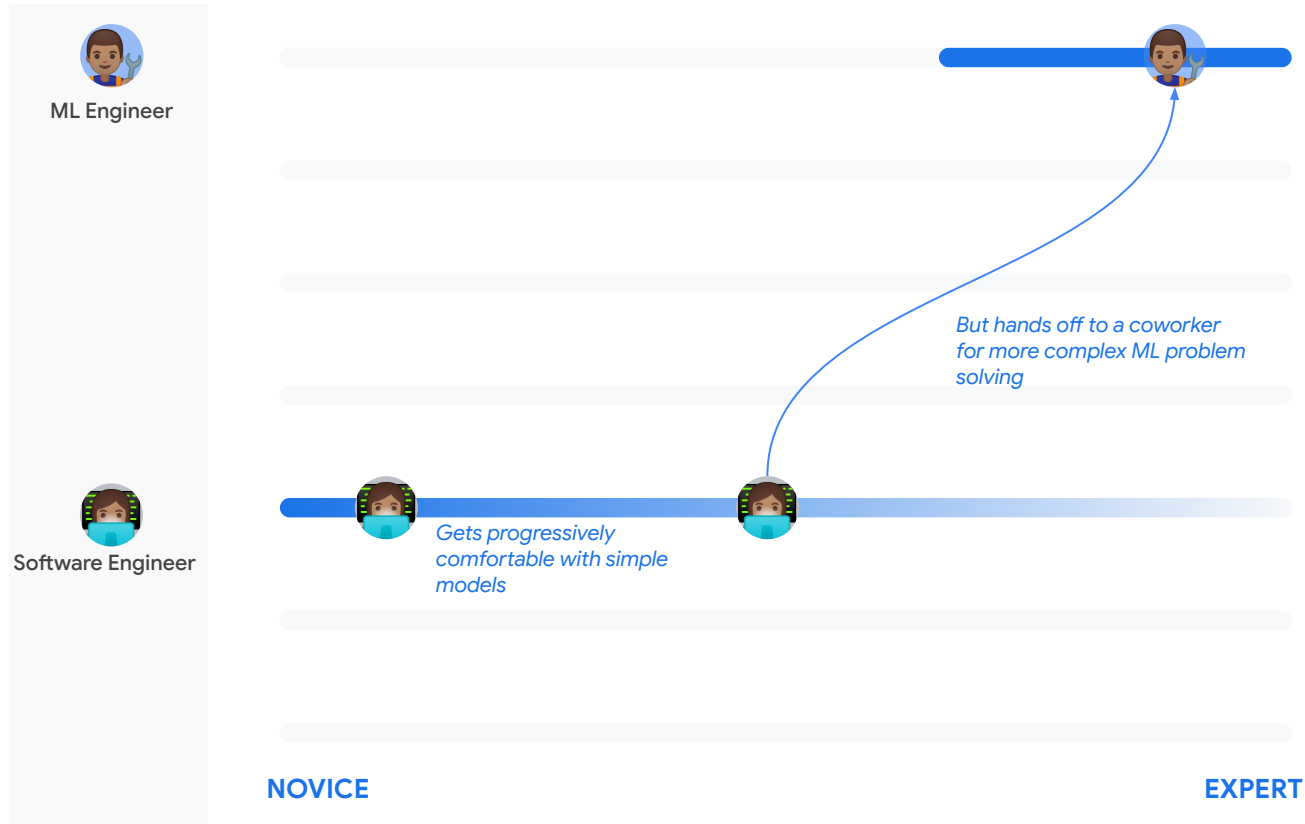 ML Engineer
But hands off to a coworker
for more complex ML problem
solving
Gets progressively
comfortable with simple
models
Software Engineer
NOVICE
EXPERT